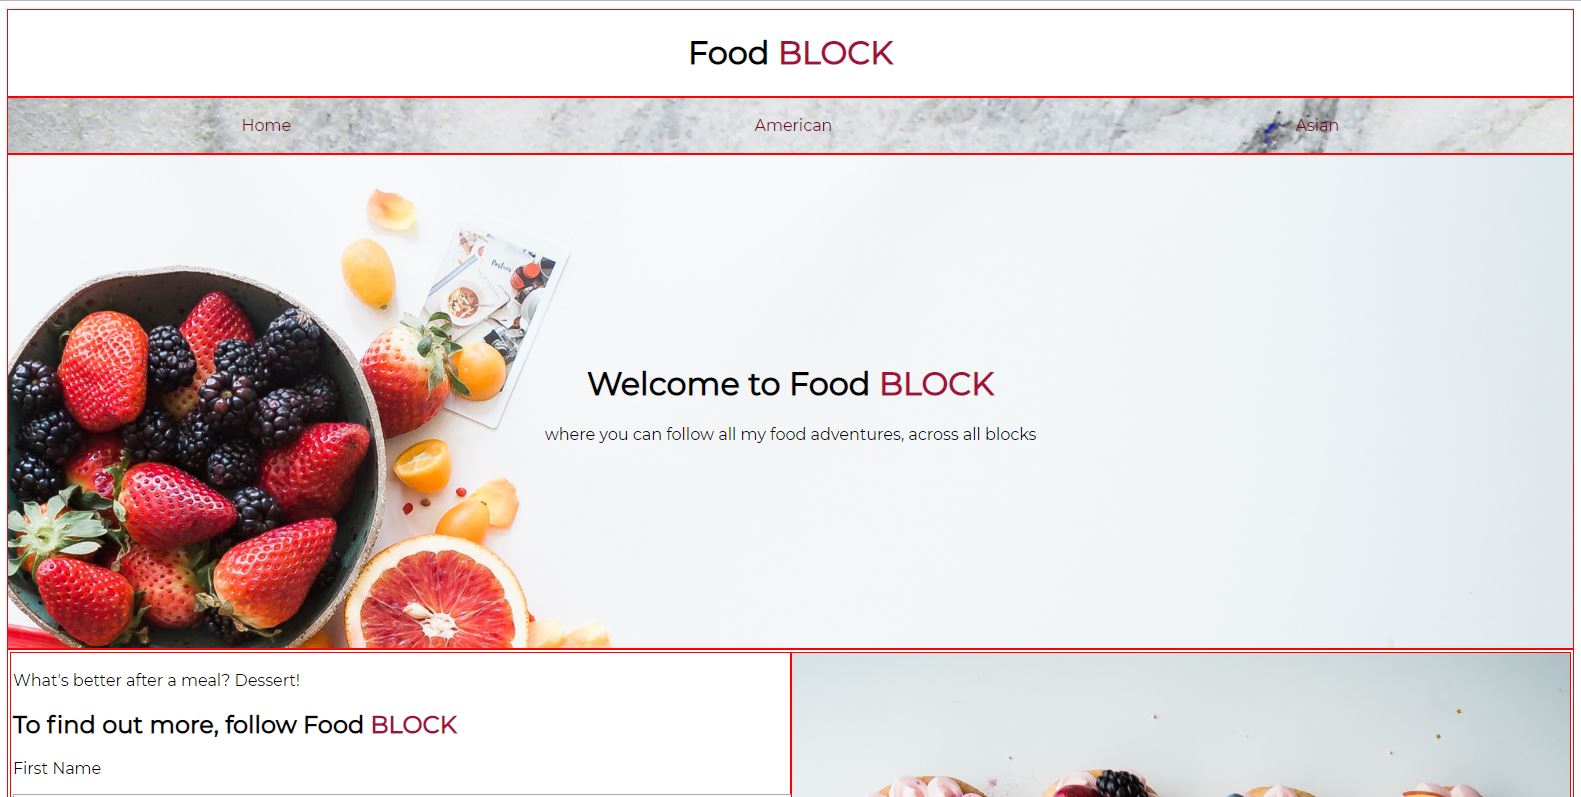 Food BLOCK
Home American Asian
Welcome to Food BLOCK
where you can follow all my food adventures, across all blocks
What's better after a meal? Dessert!
To find out more, follow Food BLOCK
First Name